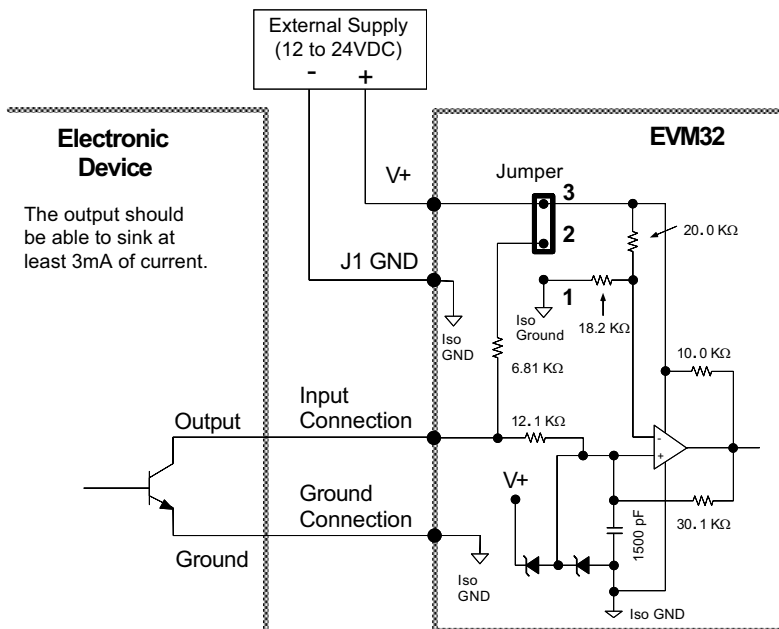 External Supply
(12 to 24VDC)
- +
Electronic
Device
EVM32
The output should
be able to sink at
least 3mA of current.
V+
Jumper
3
2
20.0 KΩ
J1 GND
1
Iso
GND
Iso
Ground
18.2 KΩ
6.81 KΩ
10.0 KΩ
Input
Connection
Output
12.1 KΩ
-
+
V+
Ground
Connection
30.1 KΩ
1500 pF
Ground
Iso
GND
Iso GND